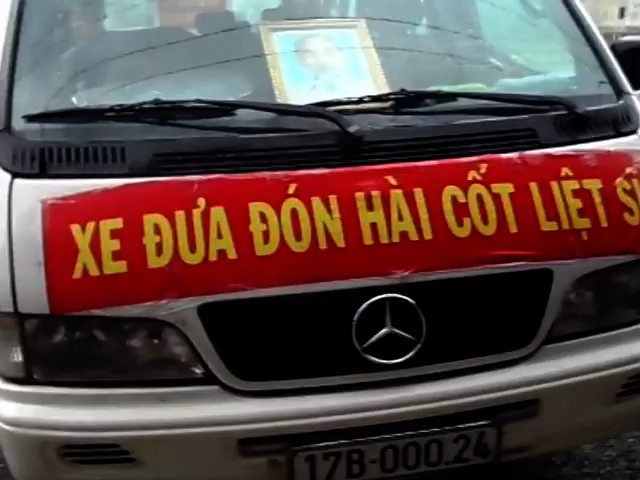 XE ĐƯA ĐÓN HÀI CỐT LIỆT SĨ
17B-000.24